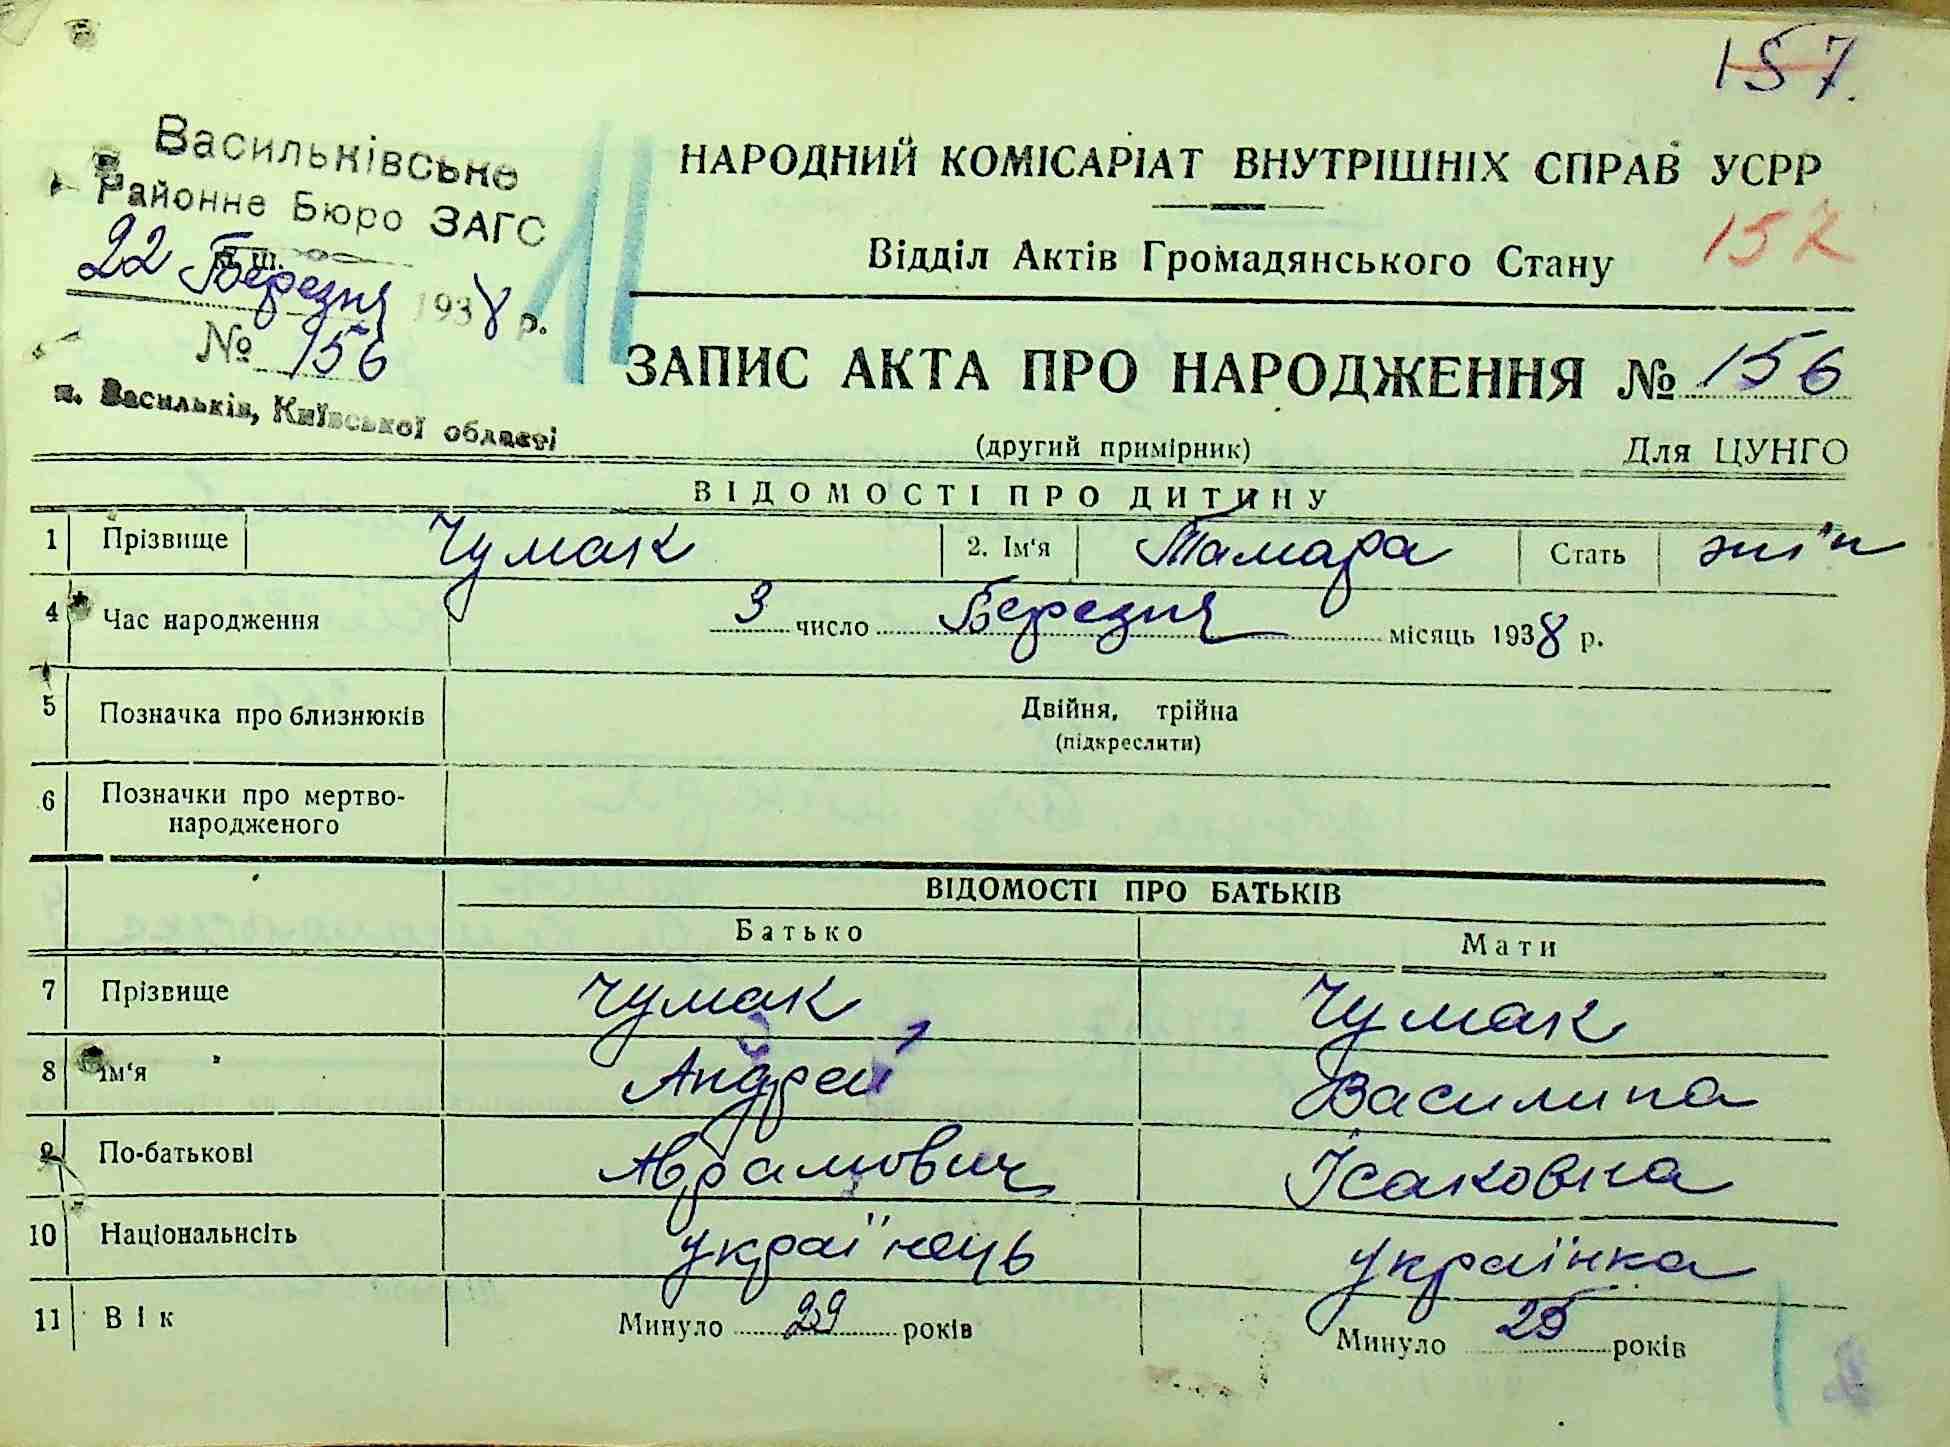 157.
Васильківське
Районне Бюро ЗАГС
22 Березня 1938 р.
№ 156
м. Васильків, Київської області
НАРОДНИЙ КОМІСАРІАТ ВНУТРІШНІХ СПРАВ УСРР
157
Відділ Актів Громадянського Стану
ЗАПИС АКТА ПРО НАРОДЖЕННЯ № 156
(другий примірник) Для ЦУНГО
ВІДОМОСТІ ПРО ДИТИНУ
1 Прізвище Чумак 2. Ім‘я Тамара Стать жін
4 Час народження 3 число Березня місяць 1938 р.
5 Позначка про близнюків Двійня, трійна
(підкреслити)
6 Позначки про мертво-
народженого
ВІДОМОСТІ ПРО БАТЬКІВ
Батько Мати
7 Прізвище Чумак Чумак
8 Ім‘я Андрей Василина
9 По-батькові Аврамович Ісаковна
10 Національнсіть українець українка
11 Вік Минуло 29 років Минуло 25 років